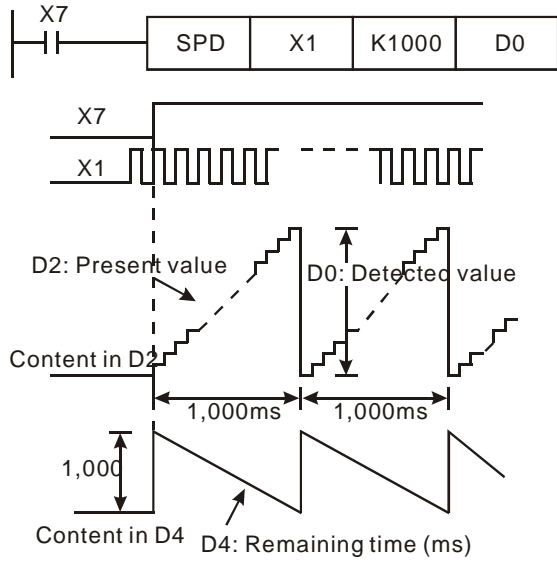 X7
SPD X1 K1000 D0
X7
X1
D2: Present value
D0: Detected value
Content in D2
1,000ms 1,000ms
1,000
Content in D4
D4: Remaining time (ms)